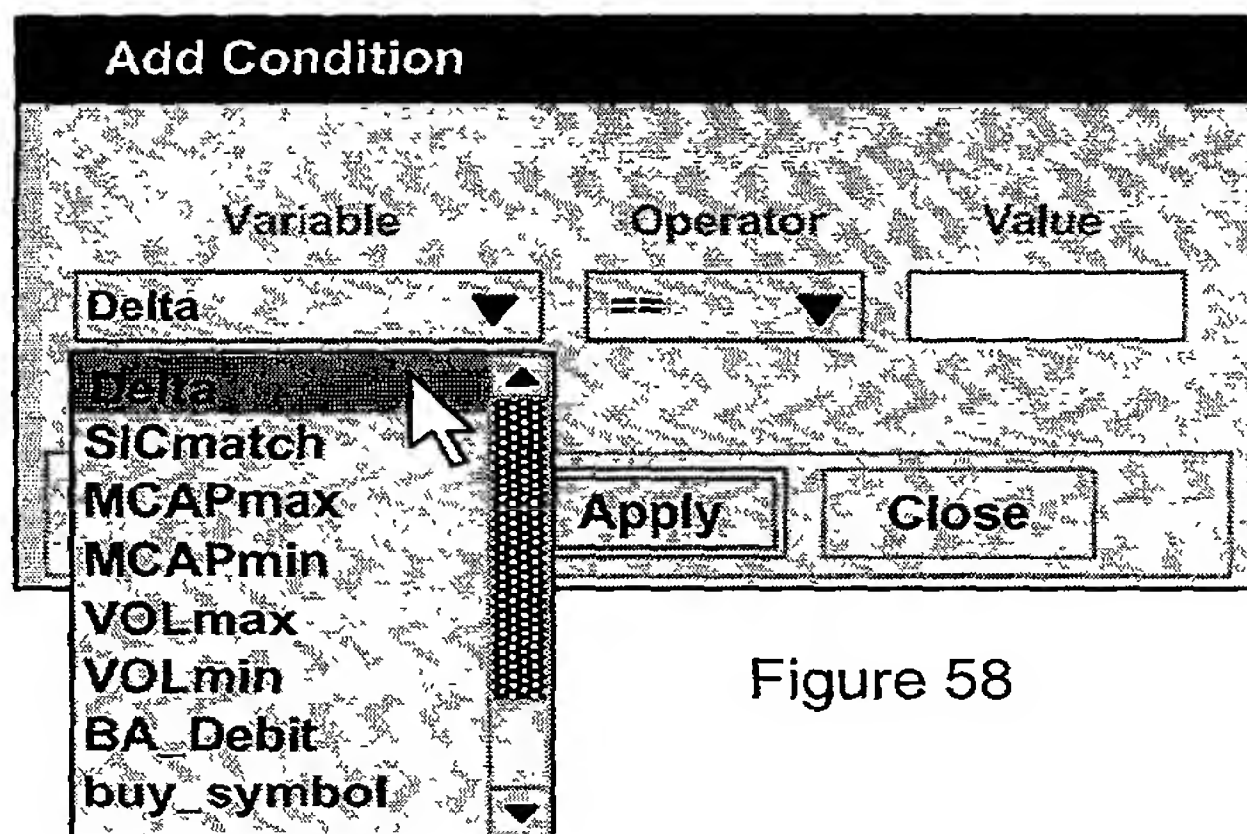 Add Condition
Variable Operator Value
Delta ==
Delta
SICmatch
MCAPmax
Apply Close
MCAPmin
VOLmax
VOLmin
Figure 58
BA_Debit
buy_symbol